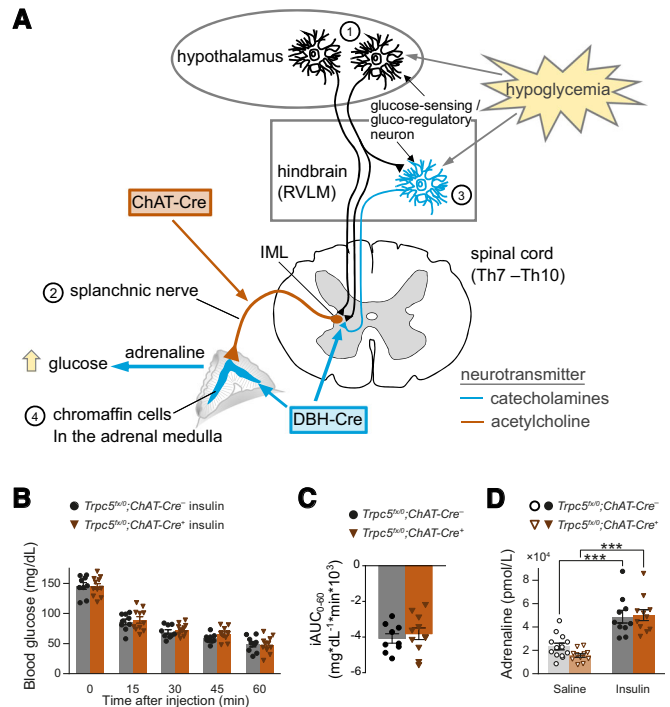 A
hypothalamus
1
hypoglycemia
glucose-sensing /
gluco-regulatory
neuron
hindbrain
(RVLM)
3
ChAT-Cre
IML
spinal cord
(Th7 –Th10)
2 splanchnic nerve
glucose
adrenaline
4 chromaffin cells
In the adrenal medulla
DBH-Cre
neurotransmitter
catecholamines
acetylcholine
B
Trpc5fx/0;ChAT-Cre– insulin
Trpc5fx/0;ChAT-Cre+ insulin
Blood glucose (mg/dL)
150
100
50
0
0 15 30 45 60
Time after injection (min)
C
Trpc5fx/0;ChAT-Cre–
Trpc5fx/0;ChAT-Cre+
iAUC0-60
(mg*dL-1*min*103)
0
-2
-4
-6
D
Trpc5fx/0;ChAT-Cre–
Trpc5fx/0;ChAT-Cre+
Adrenaline (pmol/L)
×104
10
8
6
4
2
0
***
***
Saline Insulin